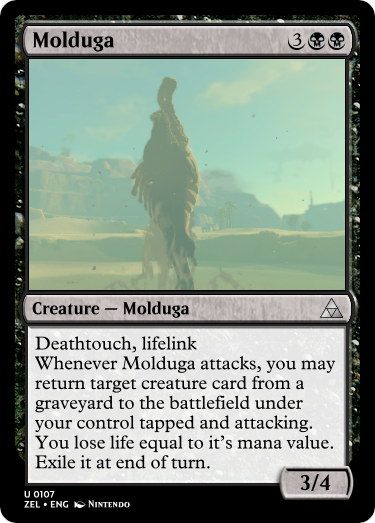 Molduga 3
Creature — Molduga
Deathtouch, lifelink
Whenever Molduga attacks, you may
return target creature card from a
graveyard to the battlefield under
your control tapped and attacking.
You lose life equal to it's mana value.
Exile it at end of turn.
3/4
U 0107
ZEL • ENG Nintendo